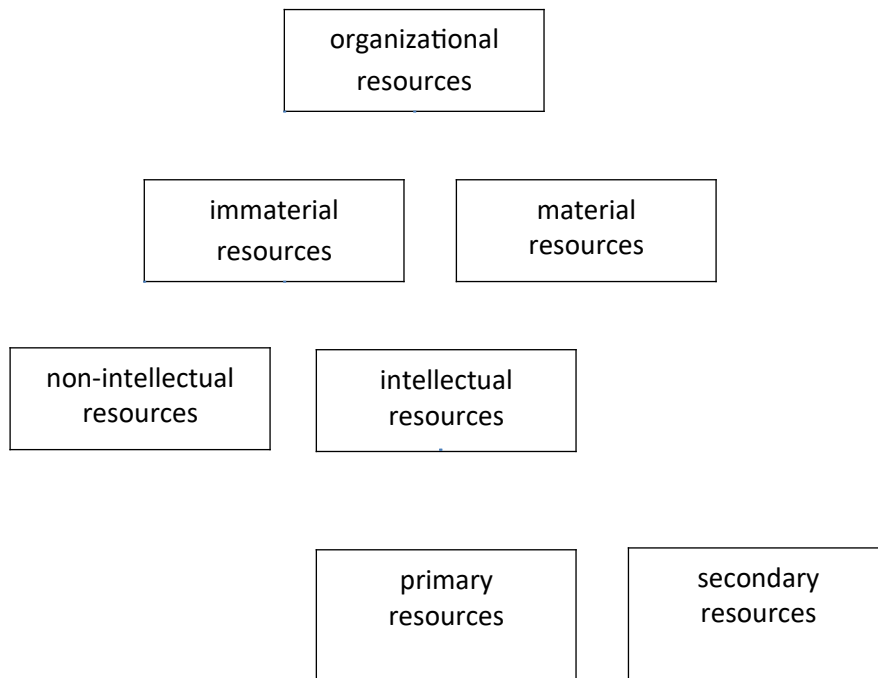 organizational
resources
immaterial
resources
material
resources
non-intellectual
resources
intellectual
resources
primary
resources
secondary
resources